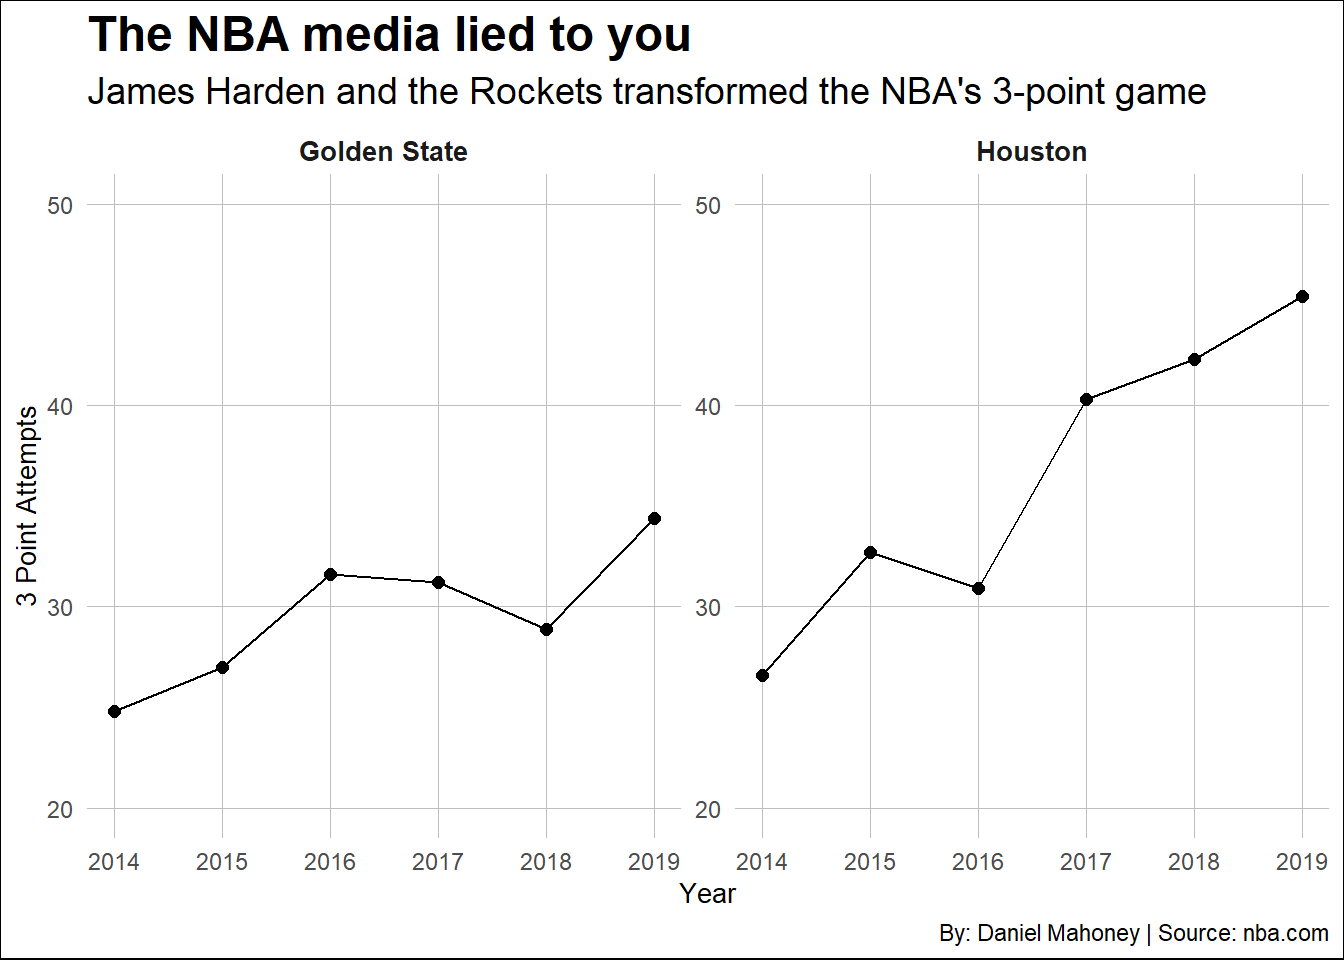 The NBA media lied to you
James Harden and the Rockets transformed the NBA's 3-point game
Golden State
Houston
3 Point Attempts
50
40
30
20
50
40
30
20
2014 2015 2016 2017 2018 2019
2014 2015 2016 2017 2018 2019
Year
By: Daniel Mahoney | Source: nba.com